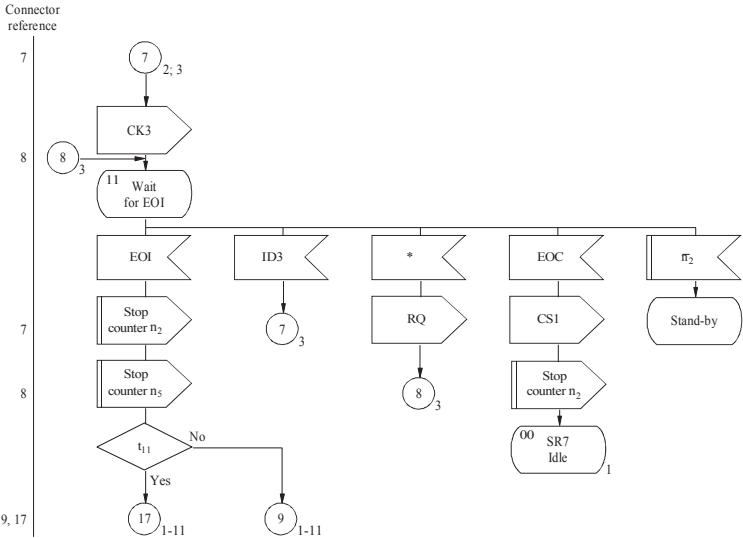 Connector
reference
7
7
2; 3
CK3
8
8
3
11
Wait
for EOI
EOI
ID3
*
EOC
n₂
Stop
counter n₂
7
3
RQ
CS1
Stand-by
7
Stop
counter n₅
8
3
Stop
counter n₂
8
t₁₁
No
Yes
00
SR7
Idle
1
9, 17
17
1-11
9
1-11